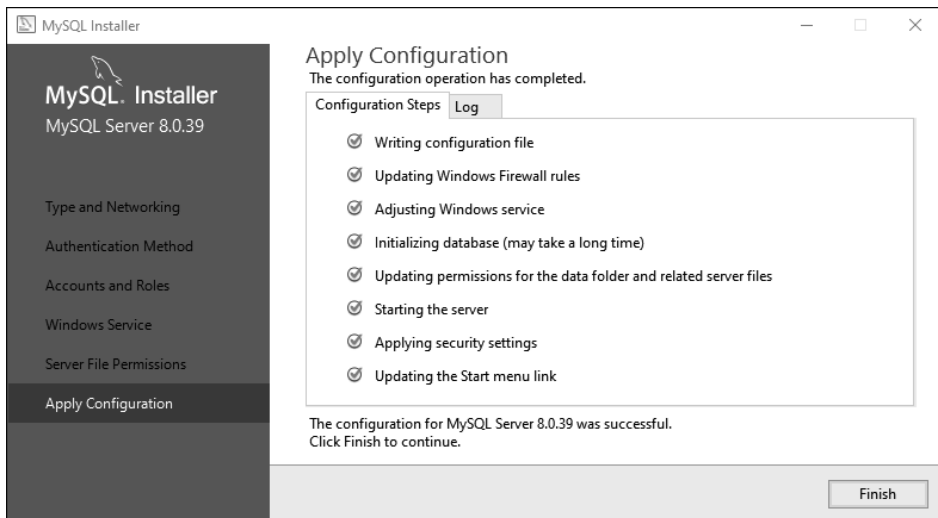 MySQL Installer
MySQL. Installer
MySQL Server 8.0.39
Type and Networking
Authentication Method
Accounts and Roles
Windows Service
Server File Permissions
Apply Configuration
Apply Configuration
The configuration operation has completed.
Configuration Steps
Log
Writing configuration file
Updating Windows Firewall rules
Adjusting Windows service
Initializing database (may take a long time)
Updating permissions for the data folder and related server files
Starting the server
Applying security settings
Updating the Start menu link
The configuration for MySQL Server 8.0.39 was successful.
Click Finish to continue.
Finish